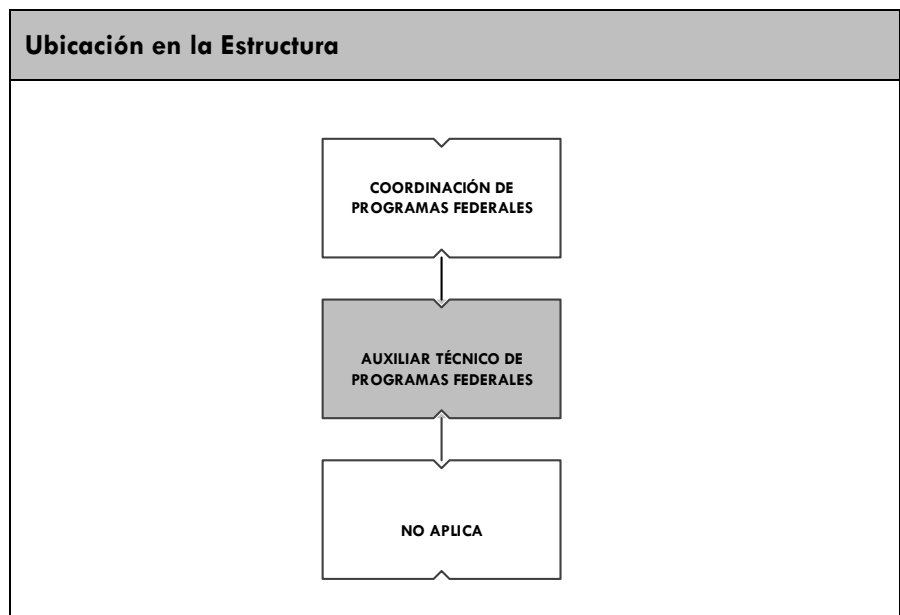 Ubicación en la Estructura
COORDINACIÓN DE
PROGRAMAS FEDERALES
AUXILIAR TÉCNICO DE
PROGRAMAS FEDERALES
NO APLICA